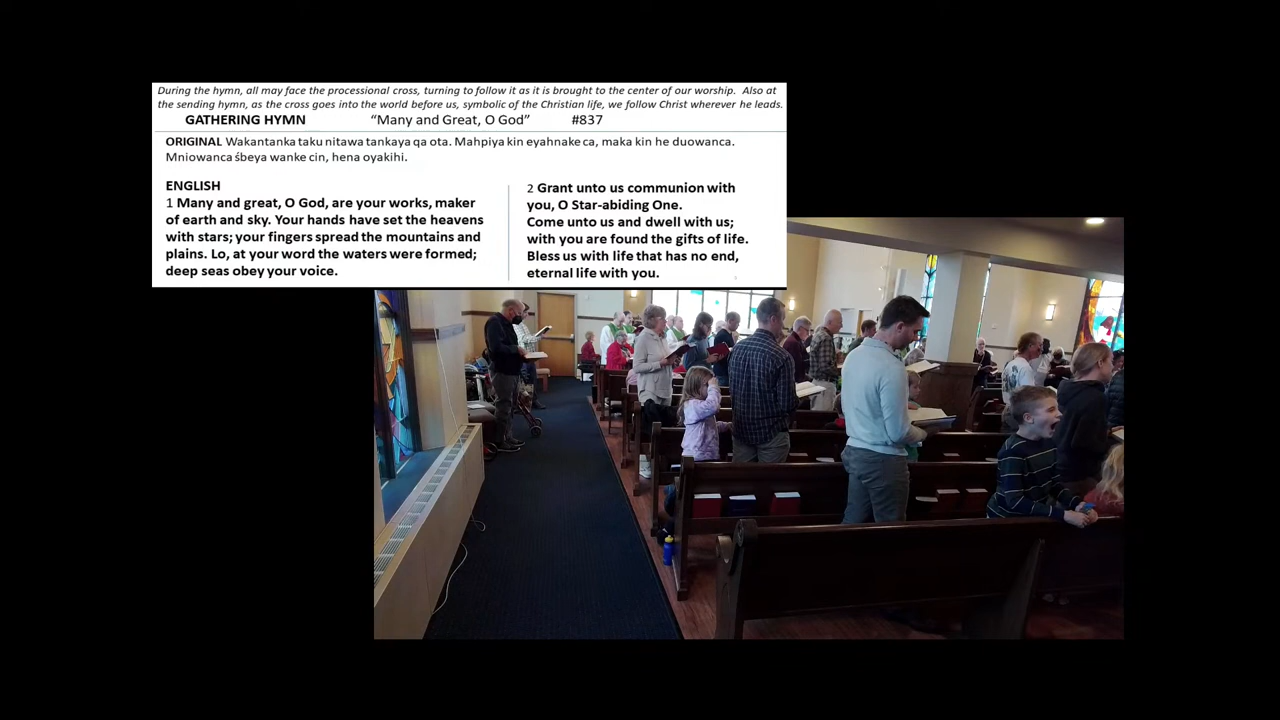 During the hymn, all may face the processional cross, turning to follow it as it is brought to the center of our worship. Also at
the sending hymn, as the cross goes into the world before us, symbolic of the Christian life, we follow Christ wherever he leads.
GATHERING HYMN "Many and Great, O God" #837
ORIGINAL Wakantanka taku nitawa tankaya qa ota. Mahpiya kin eyahnake ca, maka kin he duowanca.
Mniowanca śbeya wanke cin, hena oyakihi.
ENGLISH
1 Many and great, O God, are your works, maker
of earth and sky. Your hands have set the heavens
with stars; your fingers spread the mountains and
plains. Lo, at your word the waters were formed;
deep seas obey your voice.
2 Grant unto us communion with
you, O Star-abiding One.
Come unto us and dwell with us;
with you are found the gifts of life.
Bless us with life that has no end,
eternal life with you.